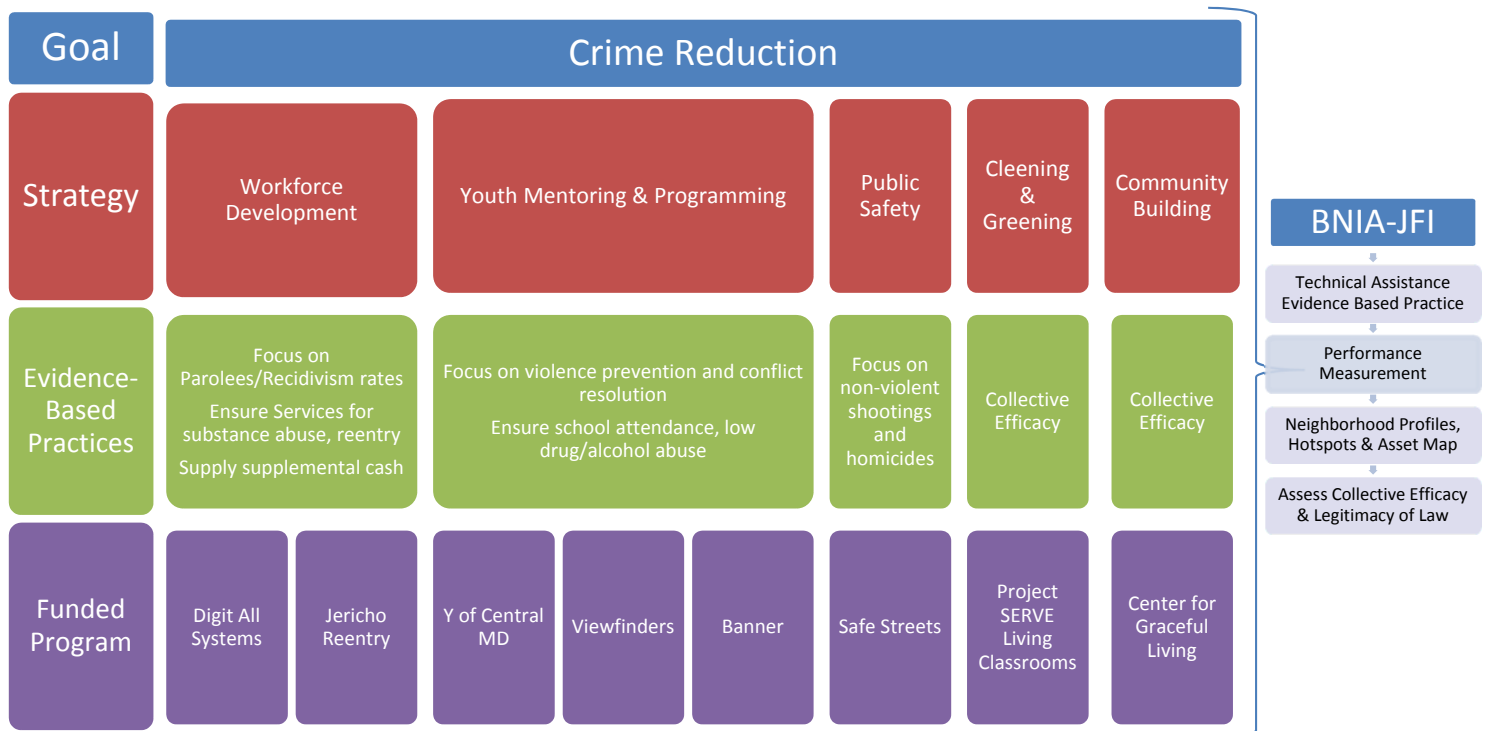 Goal
Crime Reduction
Strategy
Workforce
Development
Youth Mentoring & Programming
Public
Safety
Cleening
&
Greening
Community
Building
Evidence-
Based
Practices
Focus on
Parolees/Recidivism rates
Ensure Services for
substance abuse, reentry
Supply supplemental cash
Focus on violence prevention and conflict
resolution
Ensure school attendance, low
drug/alcohol abuse
Focus on
non-violent
shootings
and
homicides
Collective
Efficacy
Collective
Efficacy
Funded
Program
Digit All
Systems
Jericho
Reentry
Y of Central
MD
Viewfinders
Banner
Safe Streets
Project
SERVE
Living
Classrooms
Center for
Graceful
Living
BNIA-JFI
Technical Assistance
Evidence Based Practice
Performance
Measurement
Neighborhood Profiles,
Hotspots & Asset Map
Assess Collective Efficacy
& Legitimacy of Law